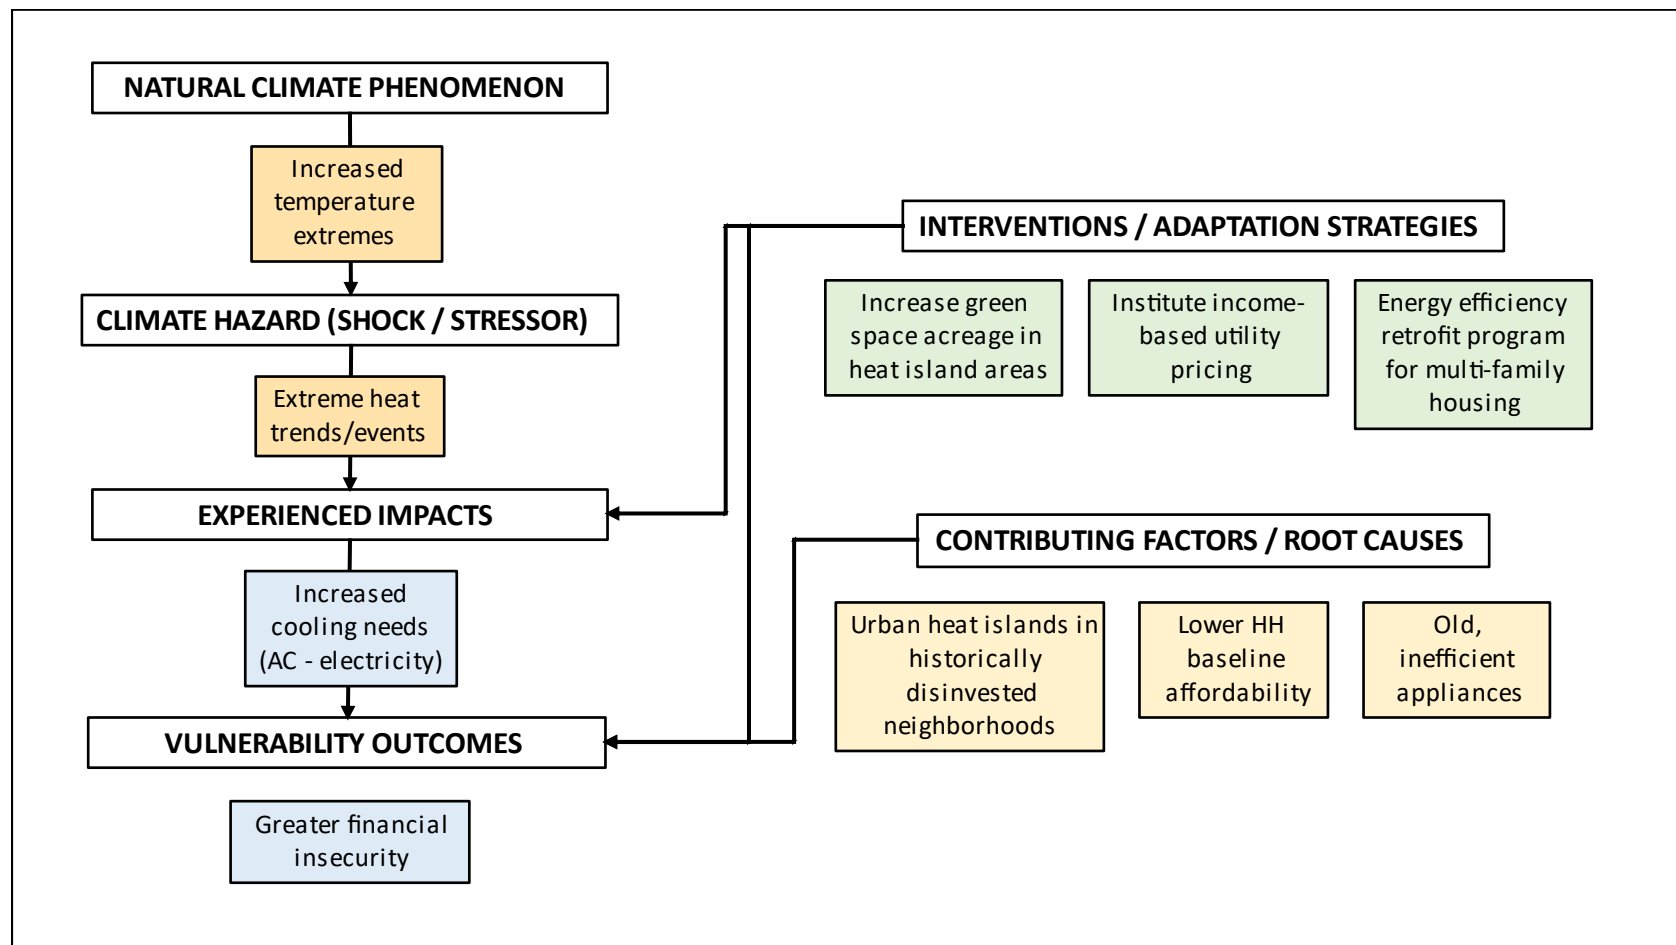 NATURAL CLIMATE PHENOMENON
Increased
temperature
extremes
CLIMATE HAZARD (SHOCK / STRESSOR)
Extreme heat
trends/events
EXPERIENCED IMPACTS
Increased
cooling needs
(AC - electricity)
VULNERABILITY OUTCOMES
Greater financial
insecurity
INTERVENTIONS / ADAPTATION STRATEGIES
Increase green
space acreage in
heat island areas
Institute income-
based utility
pricing
Energy efficiency
retrofit program
for multi-family
housing
CONTRIBUTING FACTORS / ROOT CAUSES
Urban heat islands in
historically
disinvested
neighborhoods
Lower HH
baseline
affordability
Old,
inefficient
appliances